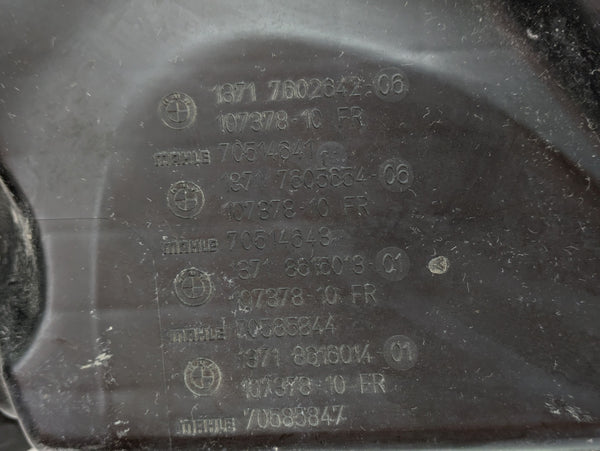 1371 7602642-06
107378-10 FR
MAHLE 70514641
1371 7605654-06
107378-10 FR
MAHLE 70514643
1371 8616013-01
107378-10 FR
MAHLE 70585844
1371 8616014-01
107378-10 FR
MAHLE 70585847